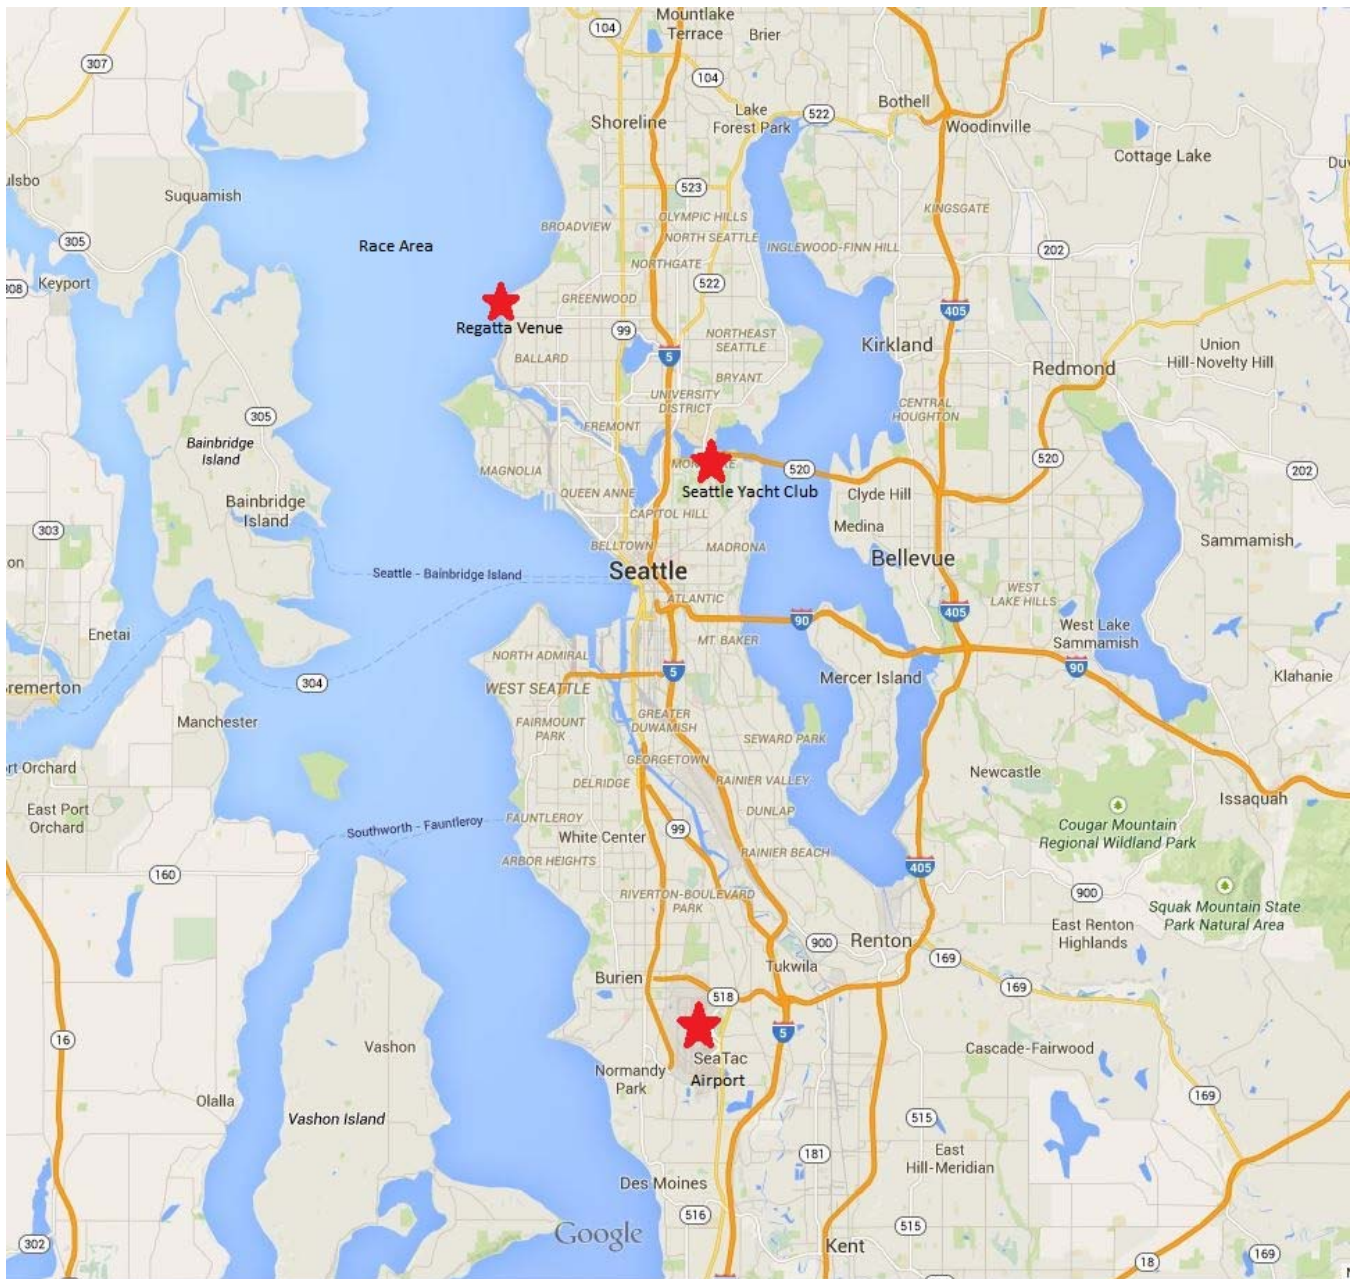 Mountlake
Terrace
Brier
104
307
104
Bothell
Lake
Forest Park
522
522
Woodinville
Shoreline
Cottage Lake
ulsbo
Suquamish
523
OLYMPIC HILLS
KINGSGATE
BROADVIEW
305
Race Area
NORTH SEATTLE
INGLEWOOD-FINN HILL
202
NORTHGATE
Keyport
308
522
GREENWOOD
405
Regatta Venue
99
NORTHEAST
SEATTLE
Kirkland
Union
Hill-Novelty Hill
BALLARD
5
Redmond
BRYANT
UNIVERSITY
DISTRICT
CENTRAL
HOUGHTON
305
Bainbridge
Island
FREMONT
520
MAGNOLIA
520
202
QUEEN ANNE
Seattle Yacht Club
Clyde Hill
Bainbridge
Island
CAPITOL HILL
Medina
303
BELLTOWN
MADRONA
Sammamish
on
Bellevue
Seattle - Bainbridge Island
Seattle
WEST
LAKE HILLS
ATLANTIC
405
90
West Lake
Sammamish
Enetai
MT BAKER
NORTH ADMIRAL
90
5
Klahanie
304
Mercer Island
remerton
WEST SEATTLE
Manchester
FAIRMOUNT
PARK
GREATER
DUWAMISH
SEWARD PARK
GEORGETOWN
rt Orchard
Newcastle
DELRIDGE
RAINIER VALLEY
Issaquah
East Port
Orchard
DUNLAP
Southworth - Fauntleroy
FAUNTLEROY
Cougar Mountain
Regional Wildland Park
99
White Center
RAINIER BEACH
ARBOR HEIGHTS
405
160
900
RIVERTON-BOULEVARD
PARK
Squak Mountain State
Park Natural Area
East Renton
Highlands
900
Renton
169
Tukwila
Burien
169
518
16
5
Vashon
Cascade-Fairwood
SeaTac
Airport
Normandy
Park
Olalla
169
Vashon Island
515
181
East
Hill-Meridian
Des Moines
516
Google
515
302
Kent
169
18